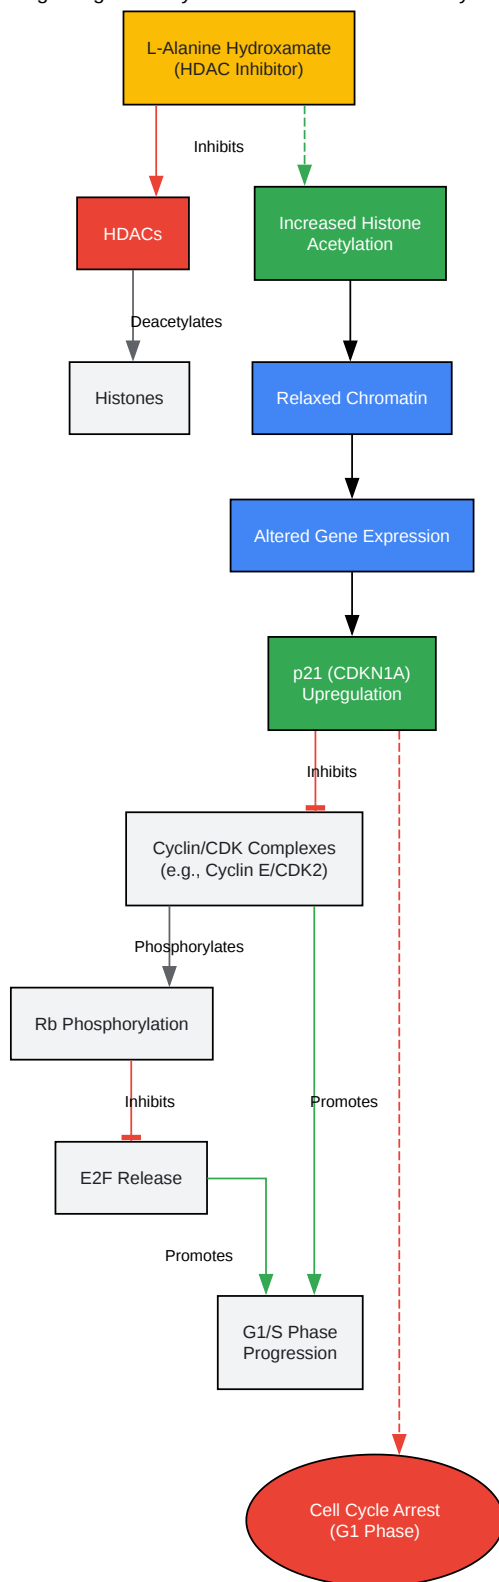 L-Alanine Hydroxamate
(HDAC Inhibitor)
Inhibits
HDACs
Increased Histone
Acetylation
Deacetylates
Histones
Relaxed Chromatin
Altered Gene Expression
p21 (CDKN1A)
Upregulation
Inhibits
Cyclin/CDK Complexes
(e.g., Cyclin E/CDK2)
Phosphorylates
Rb Phosphorylation
Inhibits
Promotes
E2F Release
Promotes
G1/S Phase
Progression
Cell Cycle Arrest
(G1 Phase)